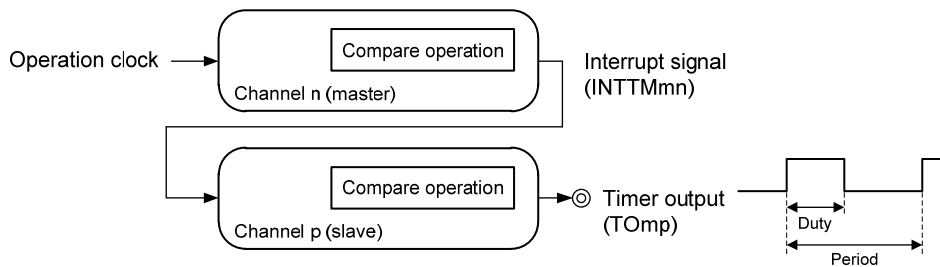 Operation clock
Compare operation
Channel n (master)
Interrupt signal
(INTTMmn)
Compare operation
Channel p (slave)
Timer output
(TOmp)
Duty
Period